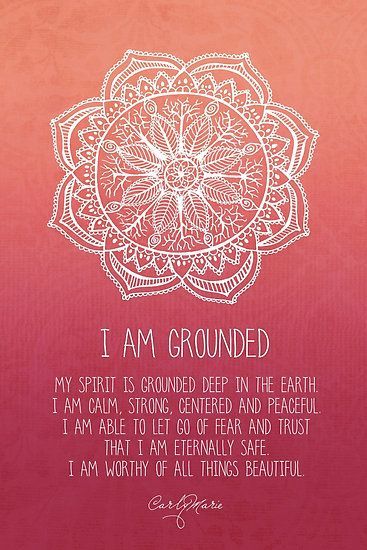 I AM GROUNDED
MY SPIRIT IS GROUNDED DEEP IN THE EARTH.
I AM CALM, STRONG, CENTERED AND PEACEFUL.
I AM ABLE TO LET GO OF FEAR AND TRUST
THAT I AM ETERNALLY SAFE.
I AM WORTHY OF ALL THINGS BEAUTIFUL.
CarlyMarie